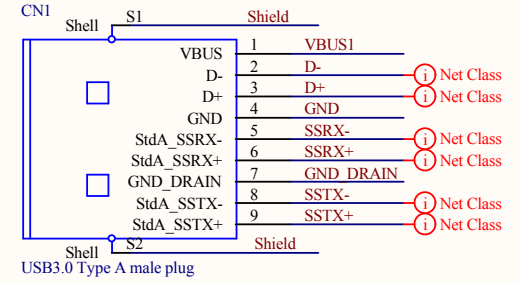 CN1
Shell S1 Shield
VBUS 1 VBUS1
D- 2 D- i Net Class
D+ 3 D+ i Net Class
GND 4 GND
StdA_SSRX- 5 SSRX- i Net Class
StdA_SSRX+ 6 SSRX+ i Net Class
GND_DRAIN 7 GND_DRAIN
StdA_SSTX- 8 SSTX- i Net Class
StdA_SSTX+ 9 SSTX+ i Net Class
Shell S2 Shield
USB3.0 Type A male plug